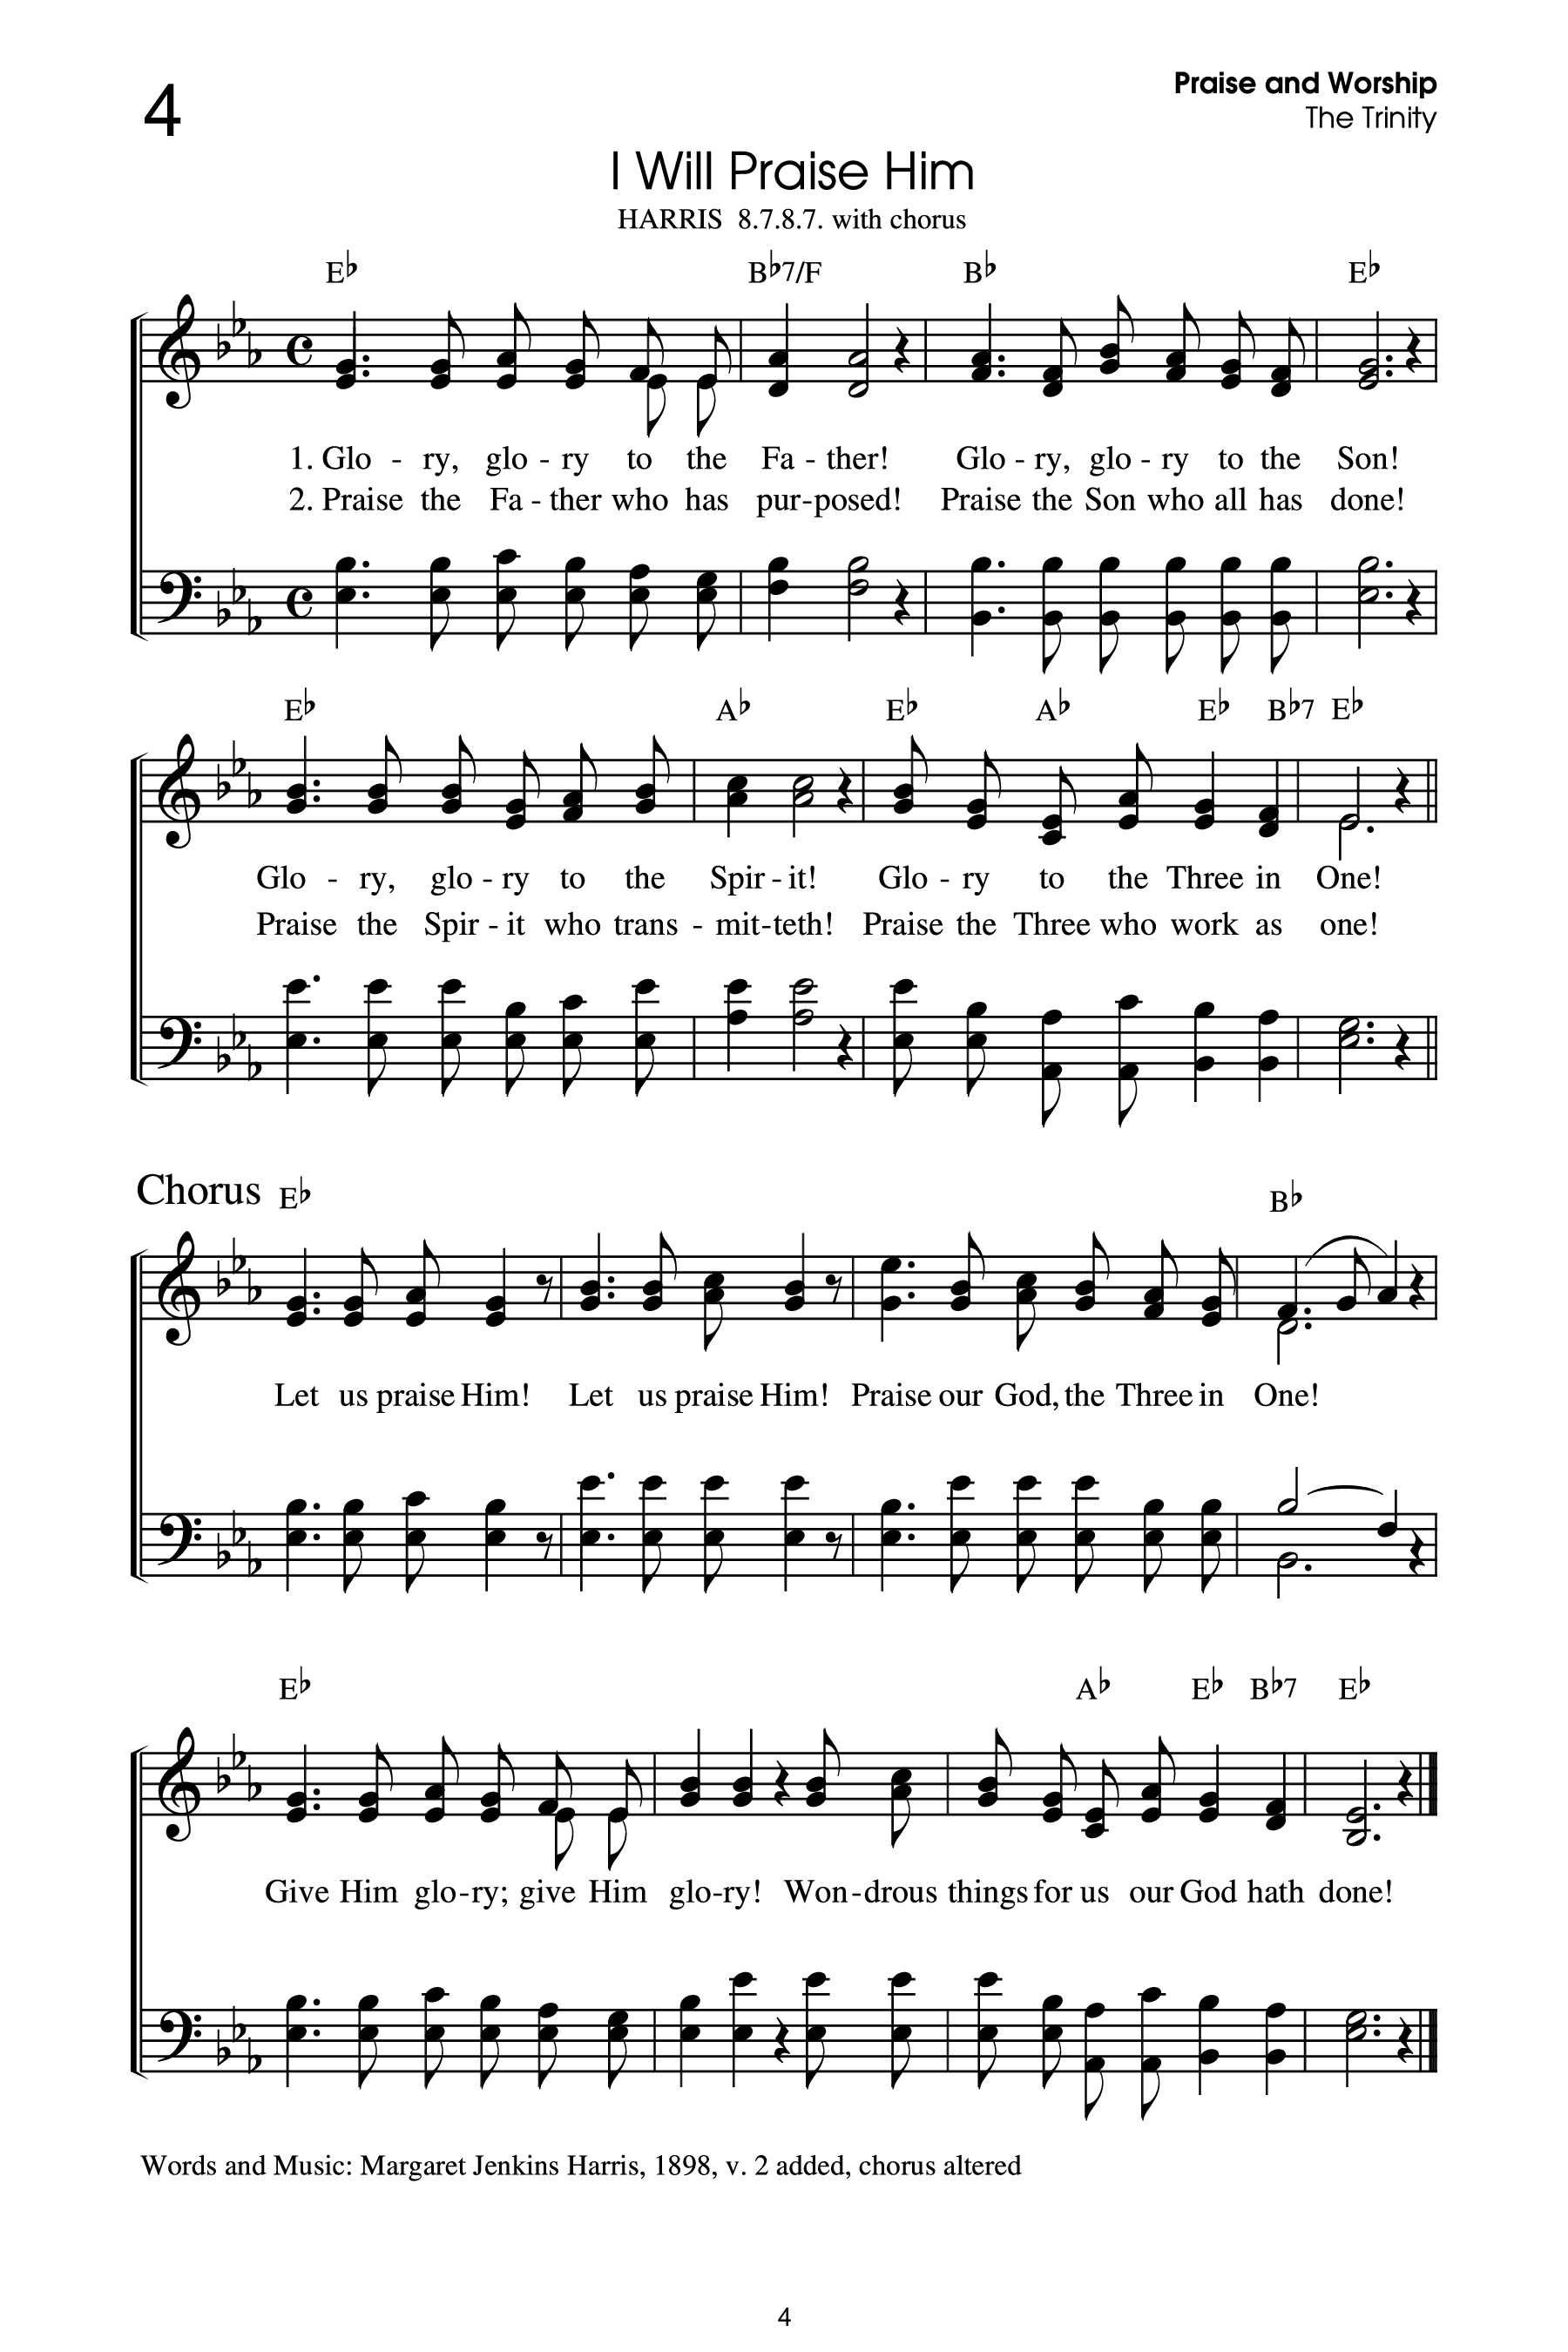 4
Praise and Worship
The Trinity
I Will Praise Him
HARRIS 8.7.8.7. with chorus
E♭ B♭7/F B♭ E♭
1. Glo - ry, glo - ry to the Fa - ther! Glo - ry, glo - ry to the Son!
2. Praise the Fa - ther who has pur-posed! Praise the Son who all has done!
E♭ A♭ E♭ A♭ E♭ B♭7 E♭
Glo - ry, glo - ry to the Spir - it! Glo - ry to the Three in One!
Praise the Spir - it who trans - mit-teth! Praise the Three who work as one!
Chorus E♭ B♭
Let us praise Him! Let us praise Him! Praise our God, the Three in One!
E♭ A♭ E♭ B♭7 E♭
Give Him glo-ry; give Him glo-ry! Won-drous things for us our God hath done!
Words and Music: Margaret Jenkins Harris, 1898, v. 2 added, chorus altered
4